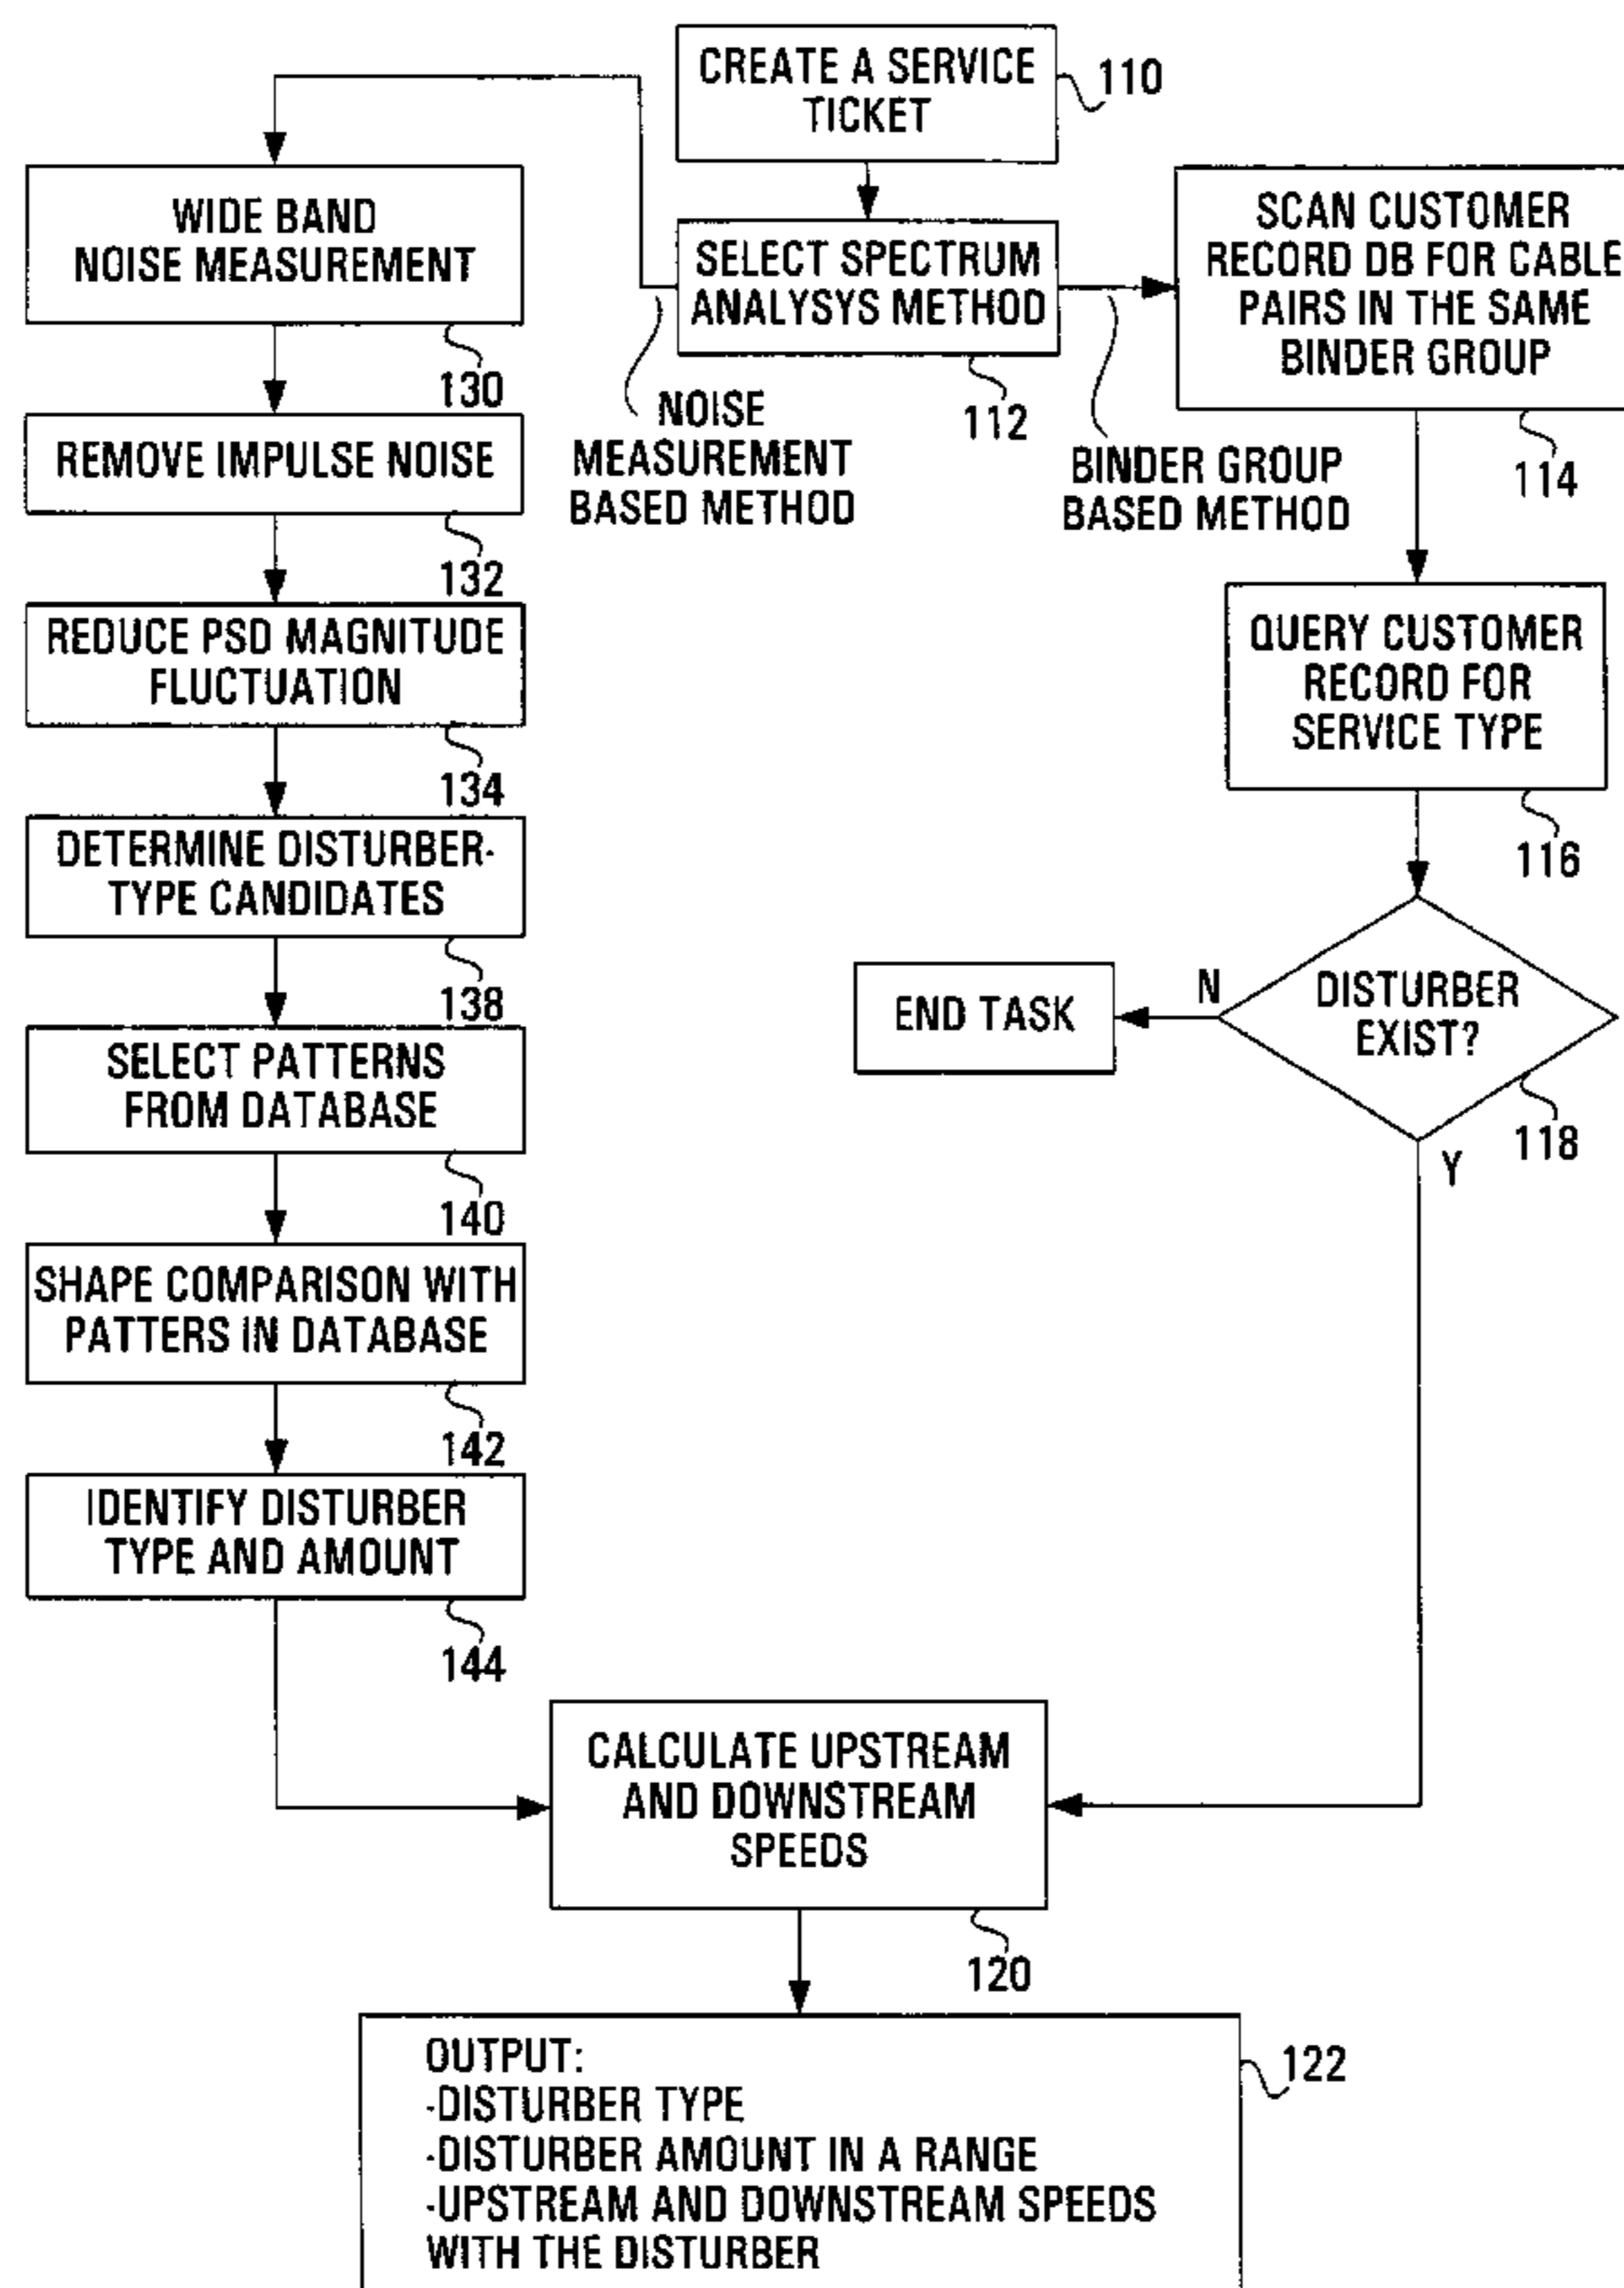 CREATE A SERVICE
TICKET
110
SELECT SPECTRUM
ANALYSYS METHOD
112
NOISE
MEASUREMENT
BASED METHOD
BINDER GROUP
BASED METHOD
WIDE BAND
NOISE MEASUREMENT
130
REMOVE IMPULSE NOISE
132
REDUCE PSD MAGNITUDE
FLUCTUATION
134
DETERMINE DISTURBER-
TYPE CANDIDATES
138
SELECT PATTERNS
FROM DATABASE
140
SHAPE COMPARISON WITH
PATTERS IN DATABASE
142
IDENTIFY DISTURBER
TYPE AND AMOUNT
144
SCAN CUSTOMER
RECORD DB FOR CABLE
PAIRS IN THE SAME
BINDER GROUP
114
QUERY CUSTOMER
RECORD FOR
SERVICE TYPE
116
DISTURBER
EXIST?
118
N
END TASK
Y
CALCULATE UPSTREAM
AND DOWNSTREAM
SPEEDS
120
OUTPUT:
-DISTURBER TYPE
-DISTURBER AMOUNT IN A RANGE
-UPSTREAM AND DOWNSTREAM SPEEDS
WITH THE DISTURBER
122